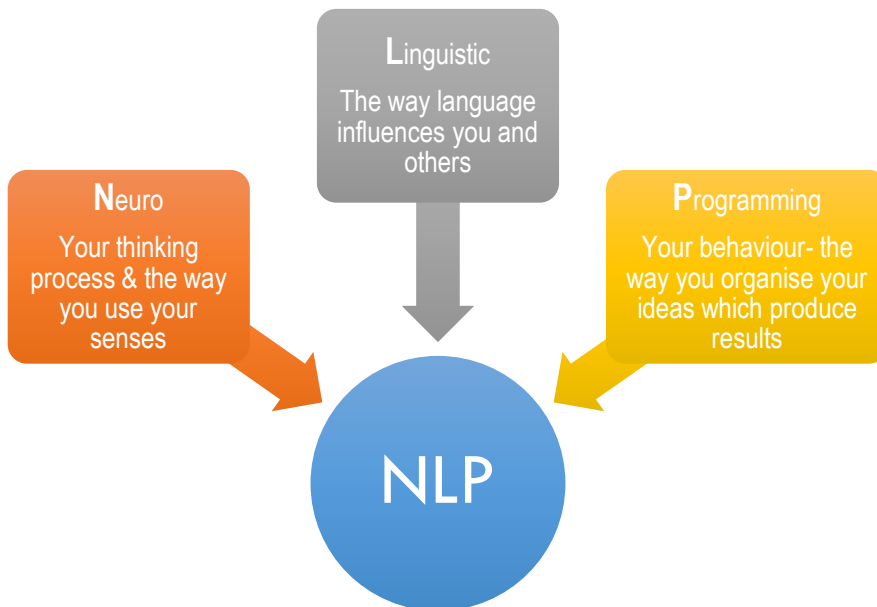 Linguistic
The way language
influences you and
others
Neuro
Your thinking
process & the way
you use your
senses
Programming
Your behaviour- the
way you organise your
ideas which produce
results
NLP